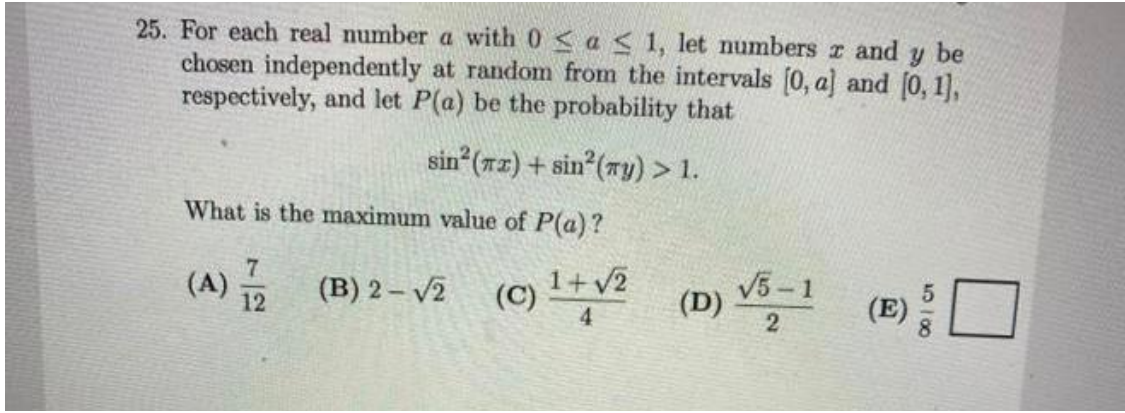 25. For each real number a with 0 ≤ a ≤ 1, let numbers x and y be
chosen independently at random from the intervals [0, a] and [0, 1],
respectively, and let P(a) be the probability that
sin²(πx) + sin²(πy) > 1.
What is the maximum value of P(a)?
(A) 7/12 (B) 2 − √2 (C) (1 + √2)/4 (D) (√5 − 1)/2 (E) 5/8